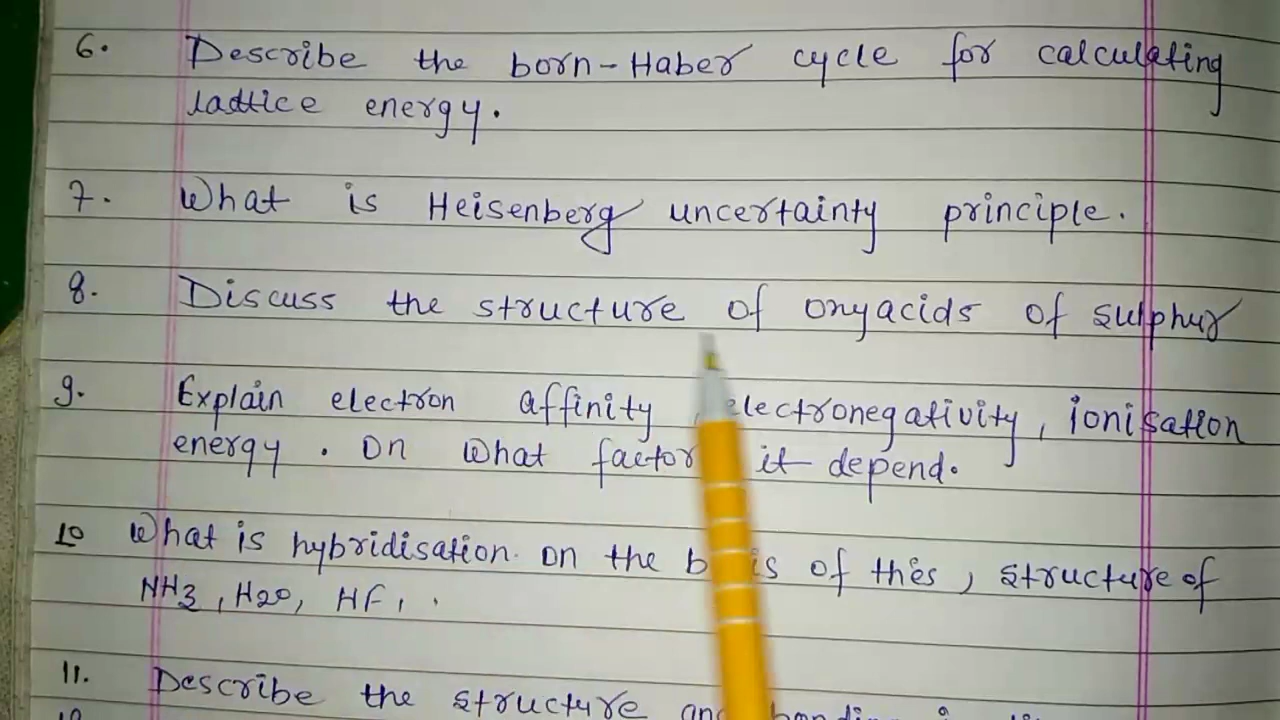 6. Describe the born-Haber cycle for calculating
lattice energy.
7. What is Heisenberg uncertainty principle.
8. Discuss the structure of onyacids of sulphur
9. Explain electron affinity, electronegativity, ionisation
energy. On what factor it depend.
10 What is hybridisation. On the of this, structure of
NH3, H2O, HF, .
11. Describe the structure